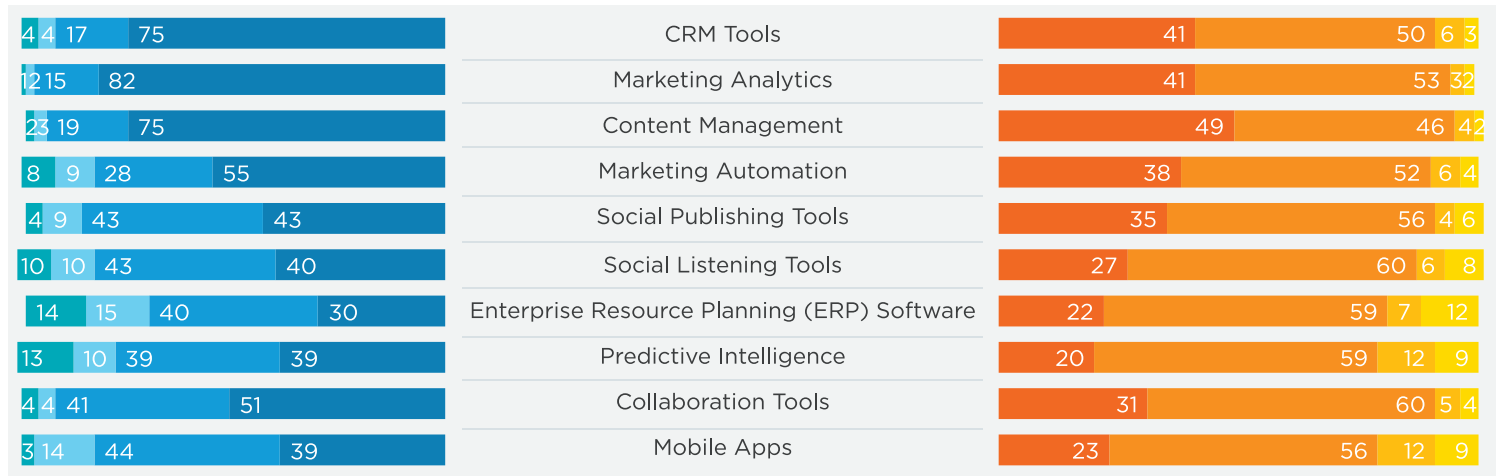 4 4 17 75 CRM Tools 41 50 6 3
1 2 15 82 Marketing Analytics 41 53 3 2
2 3 19 75 Content Management 49 46 4 2
8 9 28 55 Marketing Automation 38 52 6 4
4 9 43 43 Social Publishing Tools 35 56 4 6
10 10 43 40 Social Listening Tools 27 60 6 8
14 15 40 30 Enterprise Resource Planning (ERP) Software 22 59 7 12
13 10 39 39 Predictive Intelligence 20 59 12 9
4 4 41 51 Collaboration Tools 31 60 5 4
3 14 44 39 Mobile Apps 23 56 12 9